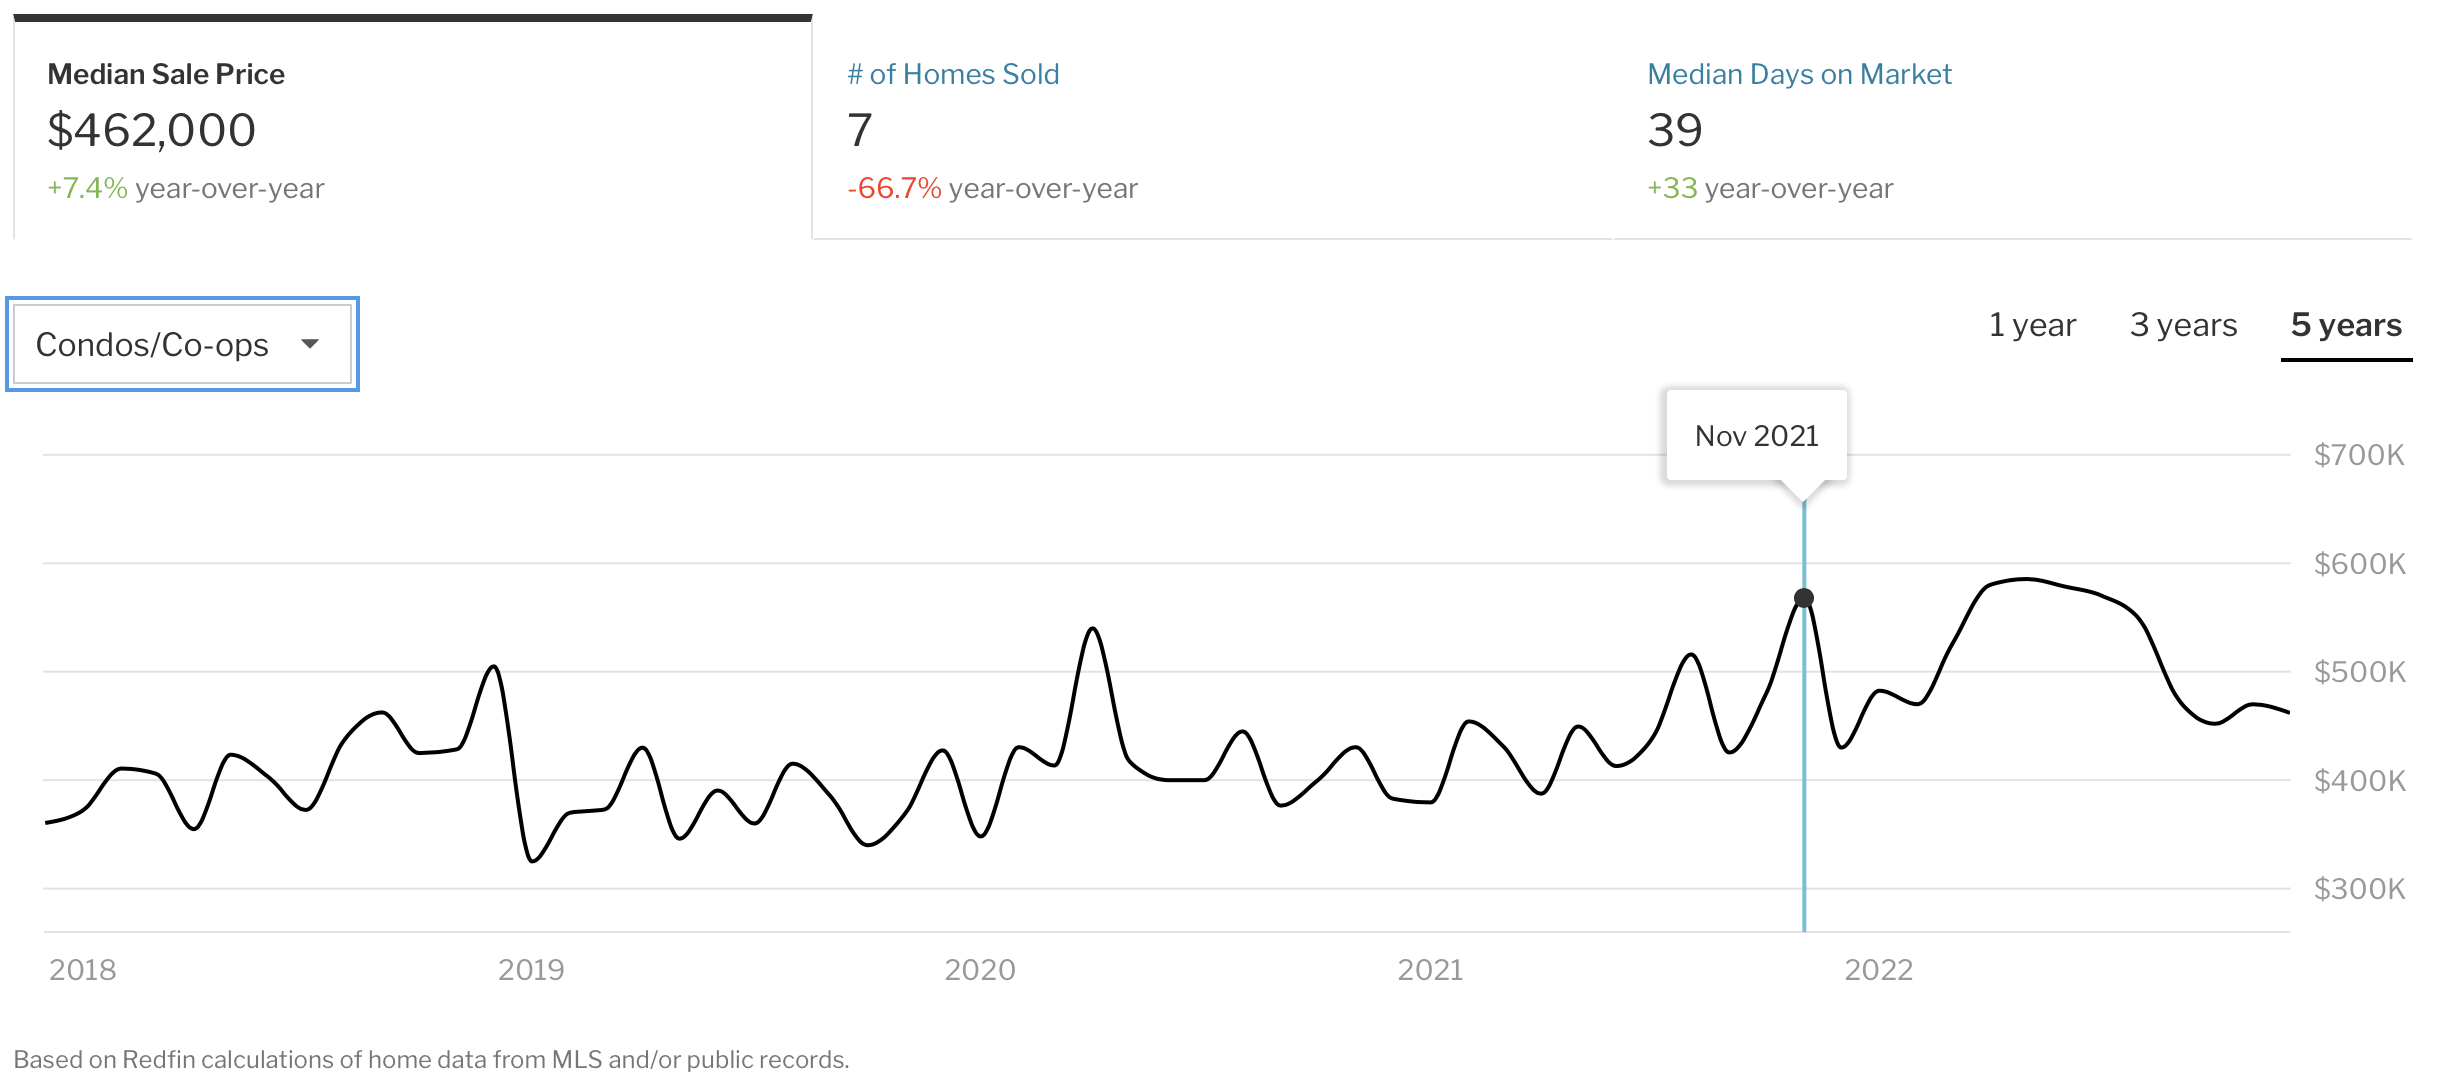 Median Sale Price
$462,000
+7.4% year-over-year
# of Homes Sold
7
-66.7% year-over-year
Median Days on Market
39
+33 year-over-year
Condos/Co-ops
1 year
3 years
5 years
Nov 2021
$700K
$600K
$500K
$400K
$300K
2018
2019
2020
2021
2022
Based on Redfin calculations of home data from MLS and/or public records.